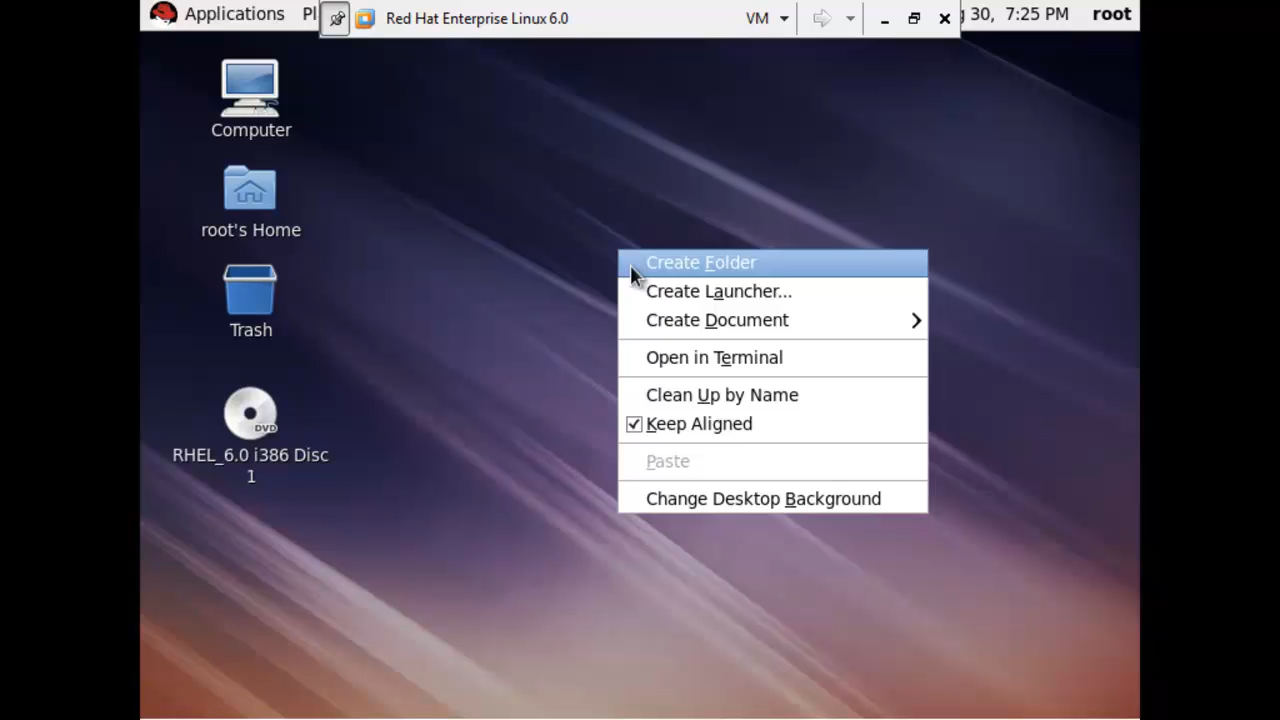 Applications Pl Red Hat Enterprise Linux 6.0 VM 30, 7:25 PM root
Computer
root's Home
Trash
DVD
RHEL_6.0 i386 Disc
1
Create Folder
Create Launcher...
Create Document
Open in Terminal
Clean Up by Name
Keep Aligned
Paste
Change Desktop Background